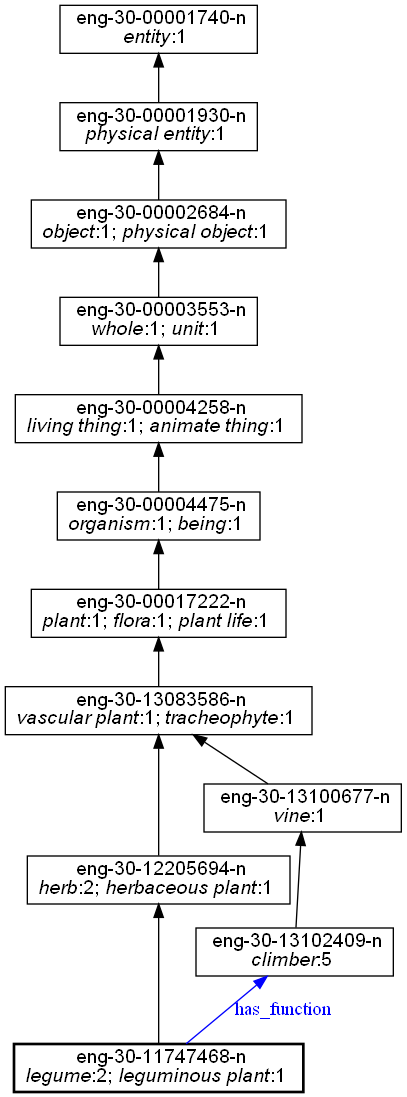 eng-30-00001740-n
entity:1
eng-30-00001930-n
physical entity:1
eng-30-00002684-n
object:1; physical object:1
eng-30-00003553-n
whole:1; unit:1
eng-30-00004258-n
living thing:1; animate thing:1
eng-30-00004475-n
organism:1; being:1
eng-30-00017222-n
plant:1; flora:1; plant life:1
eng-30-13083586-n
vascular plant:1; tracheophyte:1
eng-30-13100677-n
vine:1
eng-30-12205694-n
herb:2; herbaceous plant:1
eng-30-13102409-n
climber:5
has_function
eng-30-11747468-n
legume:2; leguminous plant:1